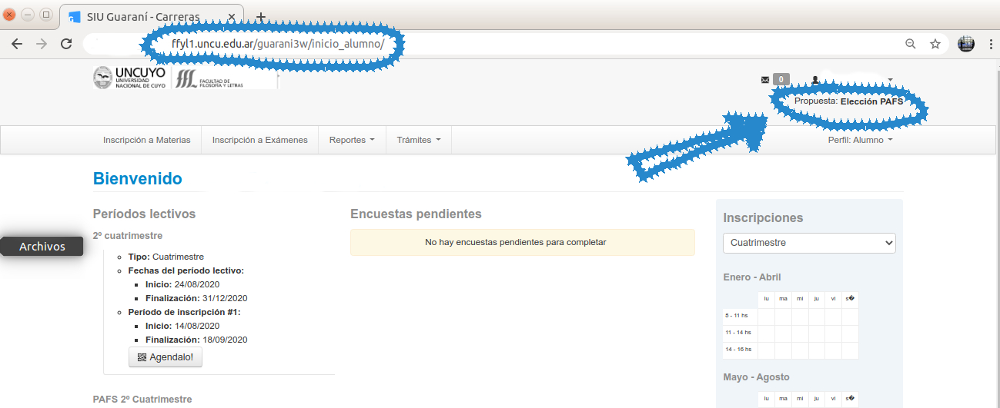 SIU Guaraní - Carreras
ffyl1.uncu.edu.ar/guarani3w/inicio_alumno/
UNCUYO
UNIVERSIDAD
NACIONAL DE CUYO
FACULTAD DE
FILOSOFÍA Y LETRAS
0
Propuesta: Elección PAFS
Inscripción a Materias
Inscripción a Exámenes
Reportes
Trámites
Perfil: Alumno
Bienvenido
Períodos lectivos
2º cuatrimestre
Tipo: Cuatrimestre
Fechas del período lectivo:
Inicio: 24/08/2020
Finalización: 31/12/2020
Período de inscripción #1:
Inicio: 14/08/2020
Finalización: 18/09/2020
Agendalo!
PAFS 2º Cuatrimestre
Archivos
Encuestas pendientes
No hay encuestas pendientes para completar
Inscripciones
Cuatrimestre
Enero - Abril
lu ma mi ju vi s�
8 - 11 hs
11 - 14 hs
14 - 16 hs
Mayo - Agosto
lu ma mi ju vi s�